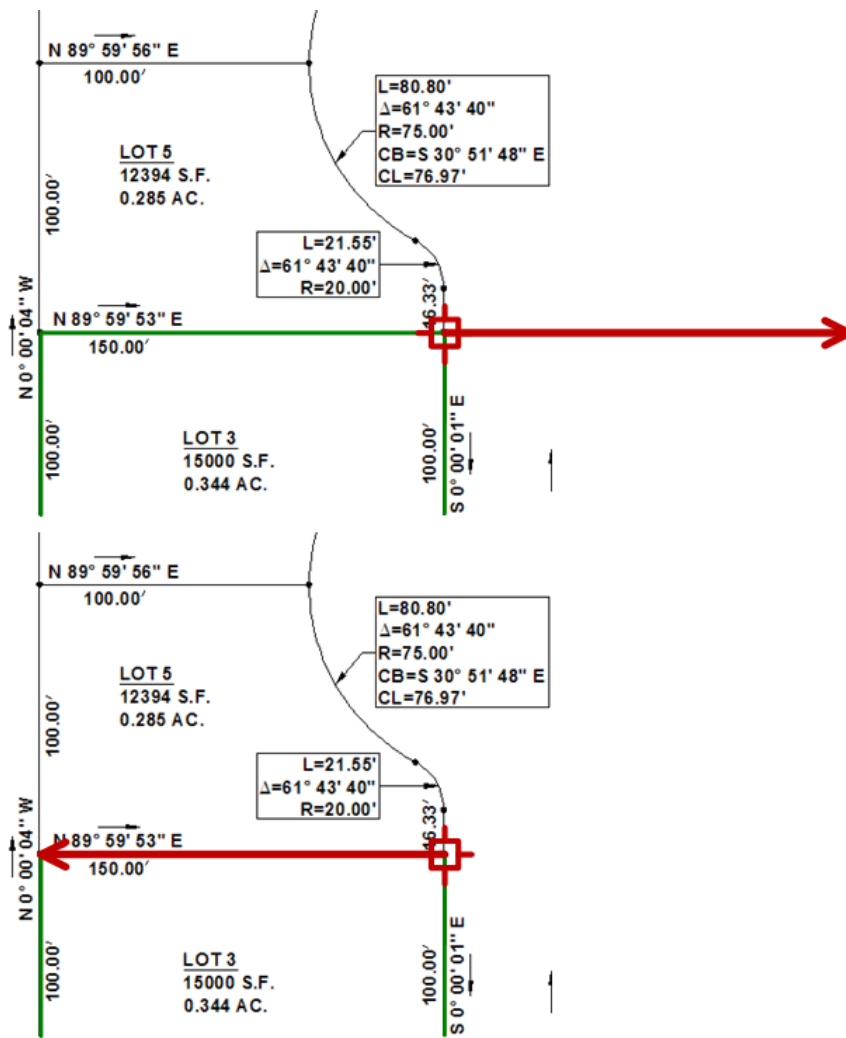 N 89° 59' 56" E
100.00'
L=80.80'
Δ=61° 43' 40"
R=75.00'
CB=S 30° 51' 48" E
CL=76.97'
LOT 5
12394 S.F.
0.285 AC.
100.00'
L=21.55'
Δ=61° 43' 40"
R=20.00'
16.33'
N 0° 00' 04" W
N 89° 59' 53" E
150.00'
LOT 3
15000 S.F.
0.344 AC.
100.00'
100.00'
S 0° 00' 01" E
N 89° 59' 56" E
100.00'
L=80.80'
Δ=61° 43' 40"
R=75.00'
CB=S 30° 51' 48" E
CL=76.97'
LOT 5
12394 S.F.
0.285 AC.
100.00'
L=21.55'
Δ=61° 43' 40"
R=20.00'
16.33'
N 0° 00' 04" W
N 89° 59' 53" E
150.00'
LOT 3
15000 S.F.
0.344 AC.
100.00'
100.00'
S 0° 00' 01" E